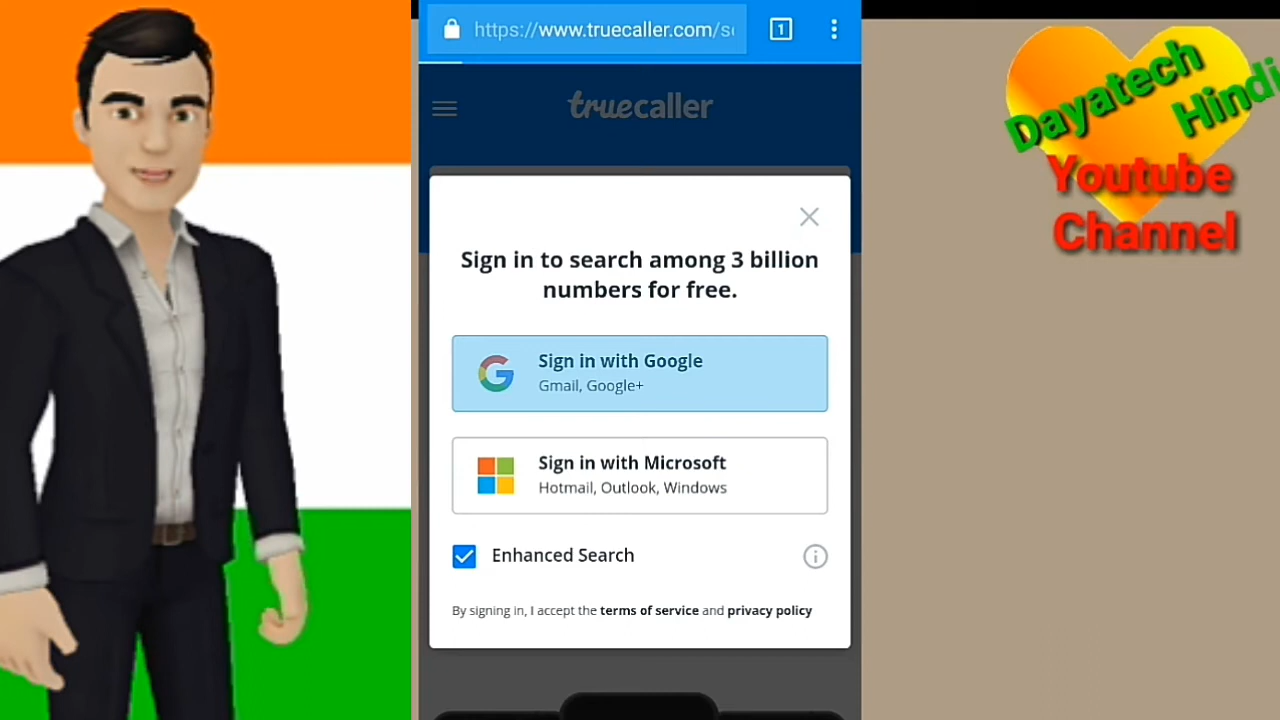 https://www.truecaller.com/se
1
truecaller
Sign in to search among 3 billion
numbers for free.
Sign in with Google
Gmail, Google+
Sign in with Microsoft
Hotmail, Outlook, Windows
Enhanced Search
By signing in, I accept the terms of service and privacy policy
Dayatech
Hindi
Youtube
Channel